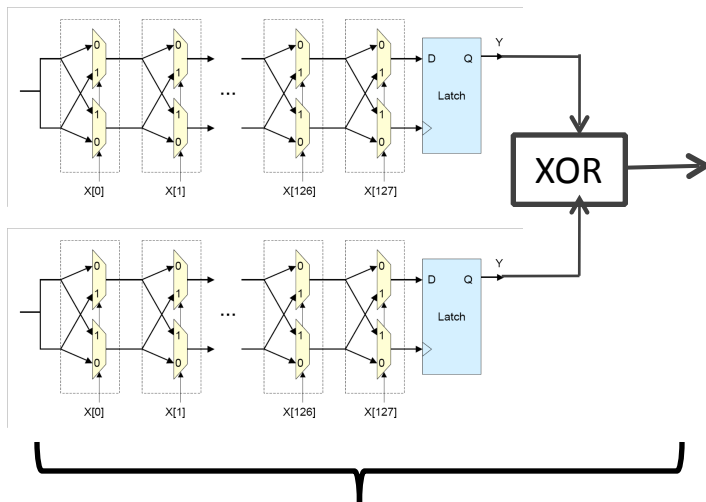 0 0 0 0 Y
D Q
1 1 1 1
... Latch
1 1 1 1
0 0 0 0
XOR
X[0] X[1] X[126] X[127]
0 0 0 0 Y
D Q
1 1 1 1
... Latch
1 1 1 1
0 0 0 0
X[0] X[1] X[126] X[127]